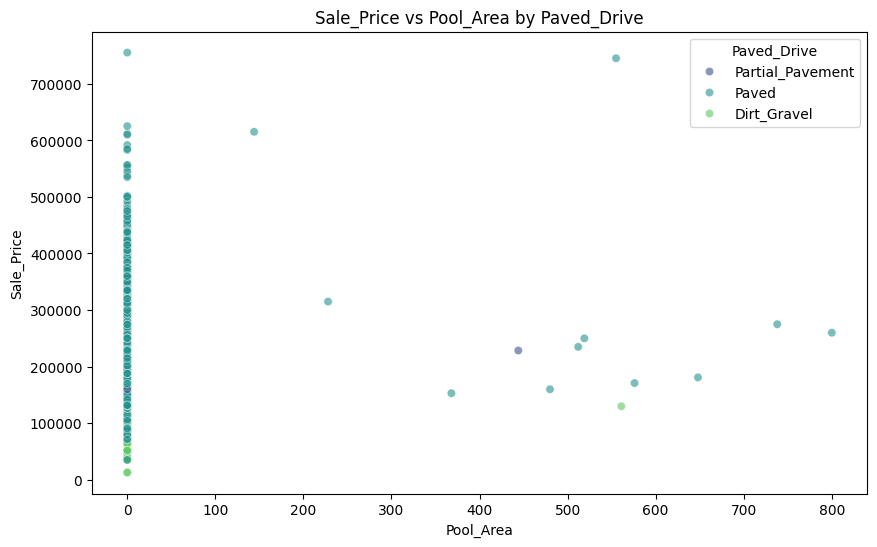 Sale_Price vs Pool_Area by Paved_Drive
Paved_Drive
Partial_Pavement
Paved
Dirt_Gravel
Sale_Price
700000
600000
500000
400000
300000
200000
100000
0
0 100 200 300 400 500 600 700 800
Pool_Area